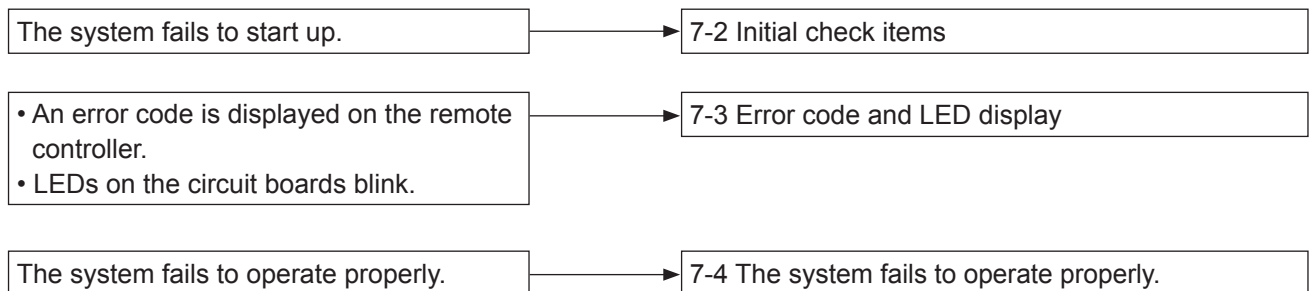 The system fails to start up.
7-2 Initial check items
• An error code is displayed on the remote
controller.
• LEDs on the circuit boards blink.
7-3 Error code and LED display
The system fails to operate properly.
7-4 The system fails to operate properly.